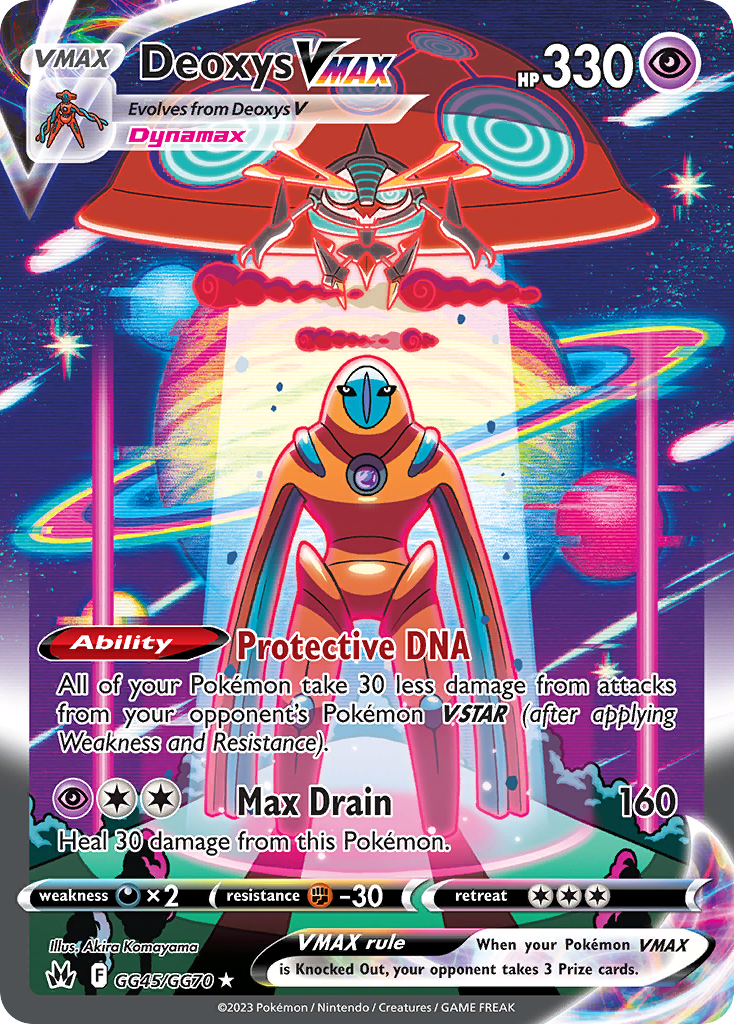 VMAX
Deoxys VMAX
HP 330
Evolves from Deoxys V
Dynamax
Ability Protective DNA
All of your Pokémon take 30 less damage from attacks
from your opponent's Pokémon VSTAR (after applying
Weakness and Resistance).
Max Drain 160
Heal 30 damage from this Pokémon.
weakness ×2 resistance -30 retreat
Illus. Akira Komayama
VMAX rule When your Pokémon VMAX
is Knocked Out, your opponent takes 3 Prize cards.
F GG45/GG70
©2023 Pokémon / Nintendo / Creatures / GAME FREAK